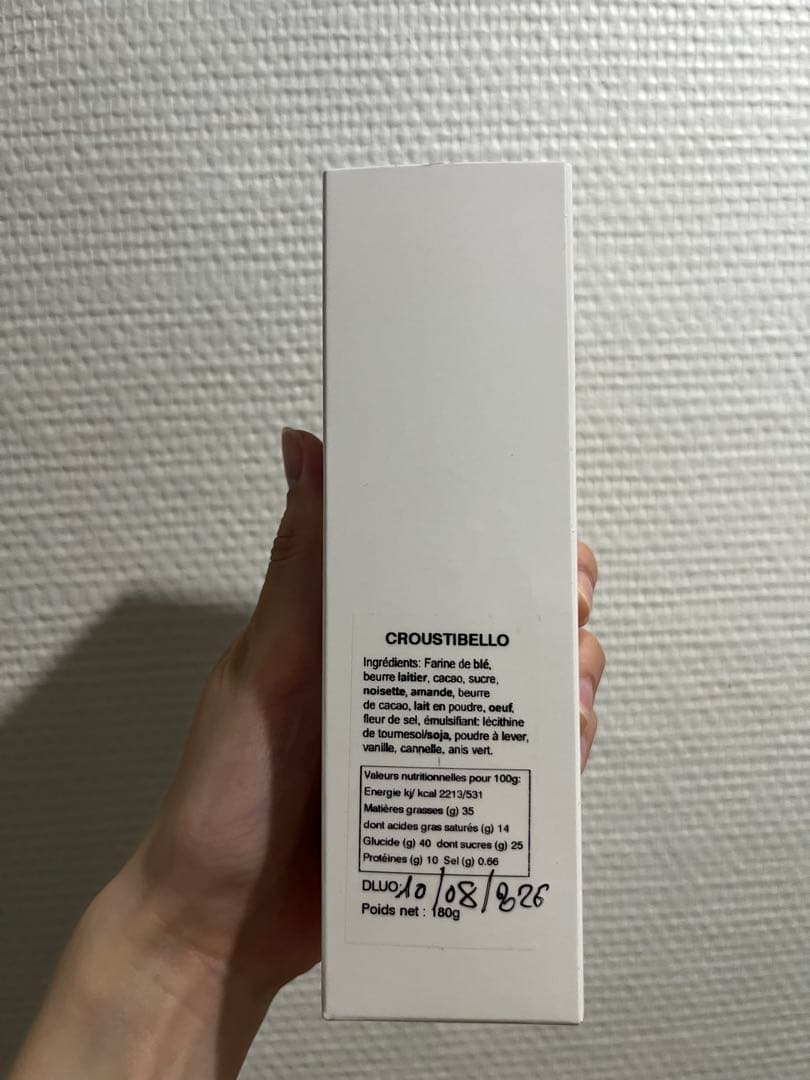 CROUSTIBELLO
Ingrédients: Farine de blé,
beurre laitier, cacao, sucre,
noisette, amande, beurre
de cacao, lait en poudre, oeuf,
fleur de sel, émulsifiant: lécithine
de tournesol/soja, poudre à lever,
vanille, cannelle, anis vert.
Valeurs nutritionnelles pour 100g:
Energie kj/ kcal 2213/531
Matières grasses (g) 35
dont acides gras saturés (g) 14
Glucide (g) 40 dont sucres (g) 25
Protéines (g) 10 Sel (g) 0.66
DLUO: 10/08/2026
Poids net : 180g